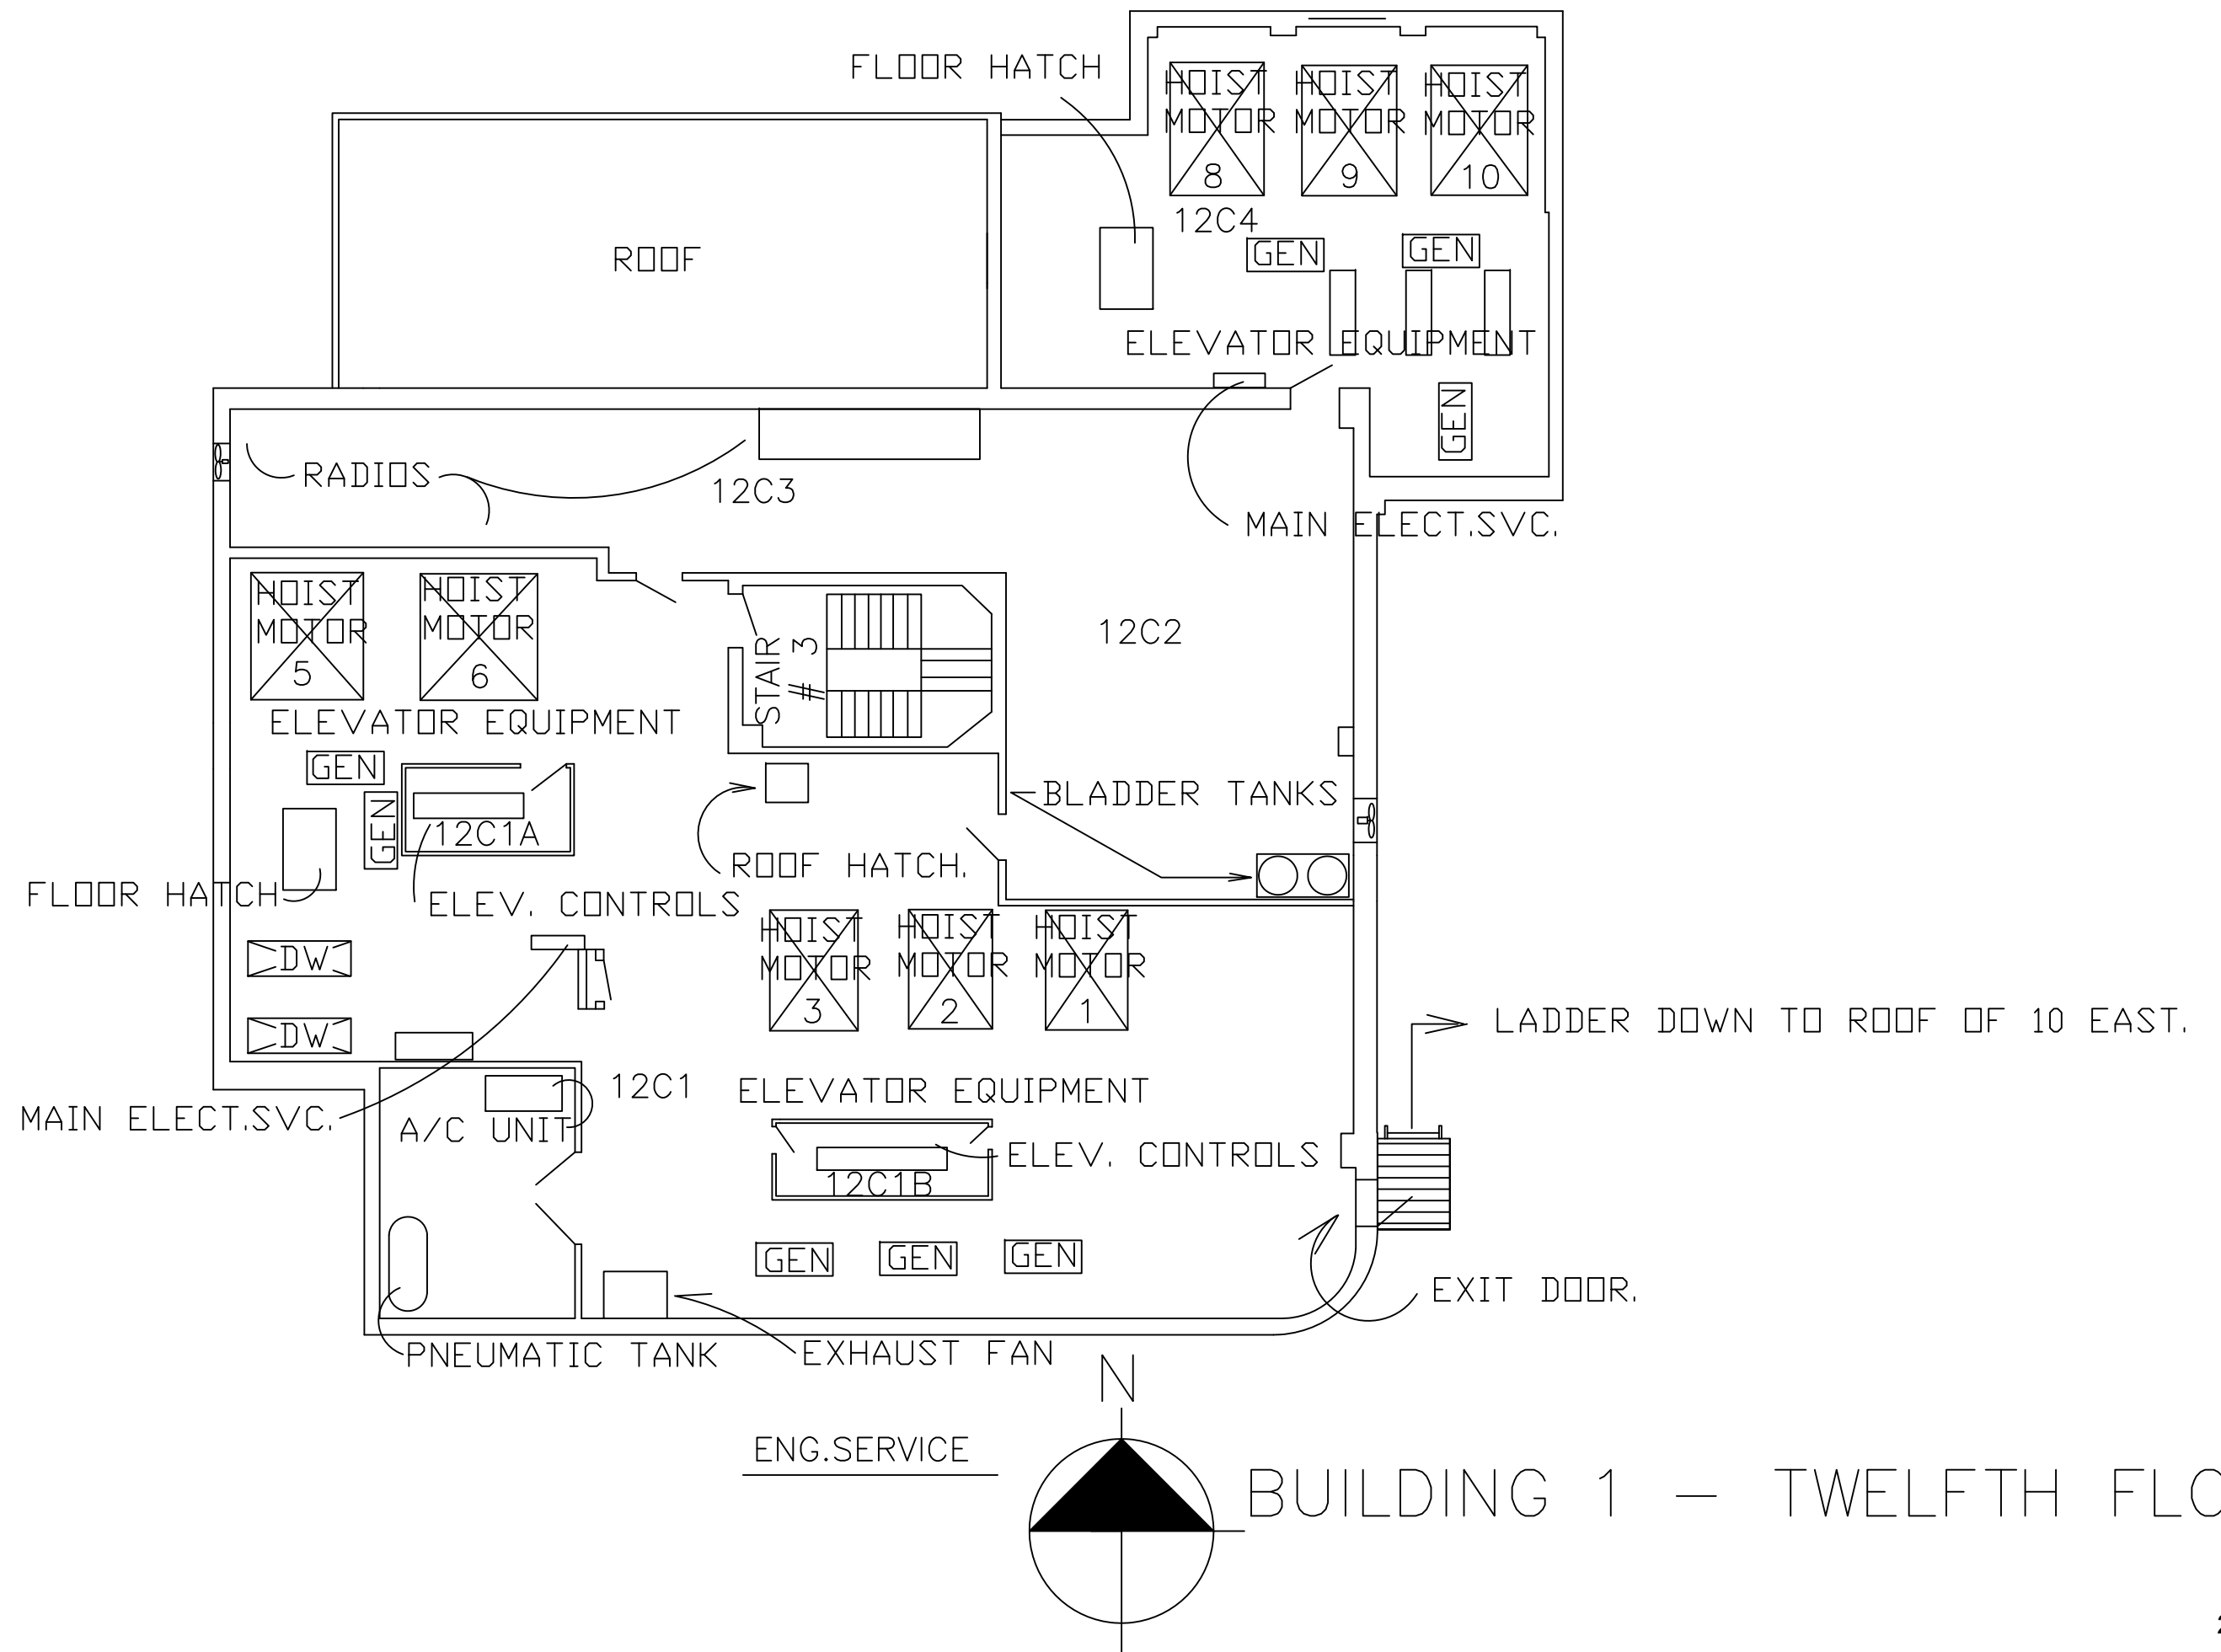 FLOOR HATCH
HOIST MOTOR 8
HOIST MOTOR 9
HOIST MOTOR 10
12C4
GEN
GEN
ROOF
ELEVATOR EQUIPMENT
GEN
RADIOS
12C3
MAIN ELECT.SVC.
HOIST MOTOR 5
HOIST MOTOR 6
STAIR # 3
12C2
ELEVATOR EQUIPMENT
GEN
GEN
12C1A
BLADDER TANKS
ROOF HATCH.
FLOOR HATCH
ELEV. CONTROLS
HOIST MOTOR 3
HOIST MOTOR 2
HOIST MOTOR 1
DW
DW
LADDER DOWN TO ROOF OF 10 EAST.
12C1
ELEVATOR EQUIPMENT
MAIN ELECT.SVC.
A/C UNIT
ELEV. CONTROLS
12C1B
GEN
GEN
GEN
EXIT DOOR.
PNEUMATIC TANK
EXHAUST FAN
N
ENG.SERVICE
BUILDING 1 - TWELFTH FLO